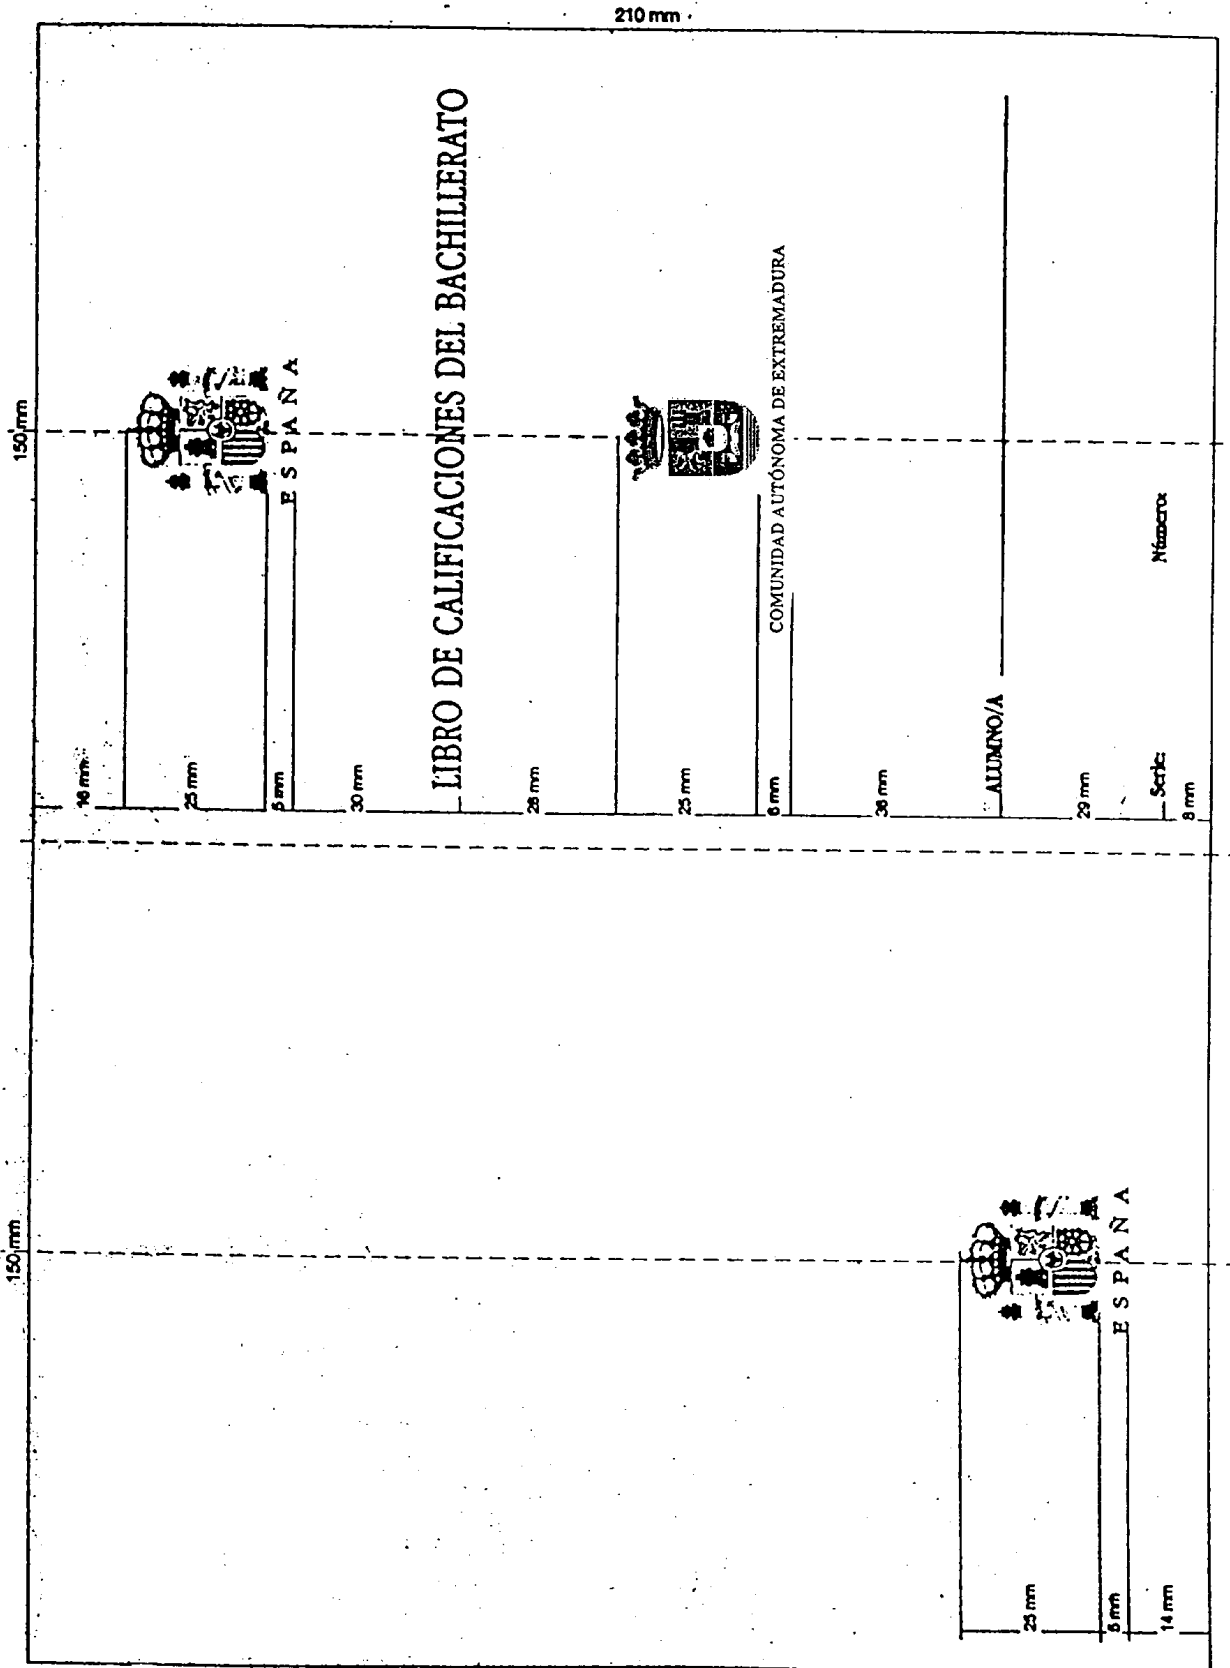 210 mm
150 mm
16 mm
25 mm
5 mm
ESPAÑA
30 mm
LIBRO DE CALIFICACIONES DEL BACHILLERATO
28 mm
25 mm
6 mm
COMUNIDAD AUTÓNOMA DE EXTREMADURA
36 mm
ALUMNO/A
29 mm
Serie: Número:
8 mm
150 mm
25 mm
5 mm
ESPAÑA
14 mm